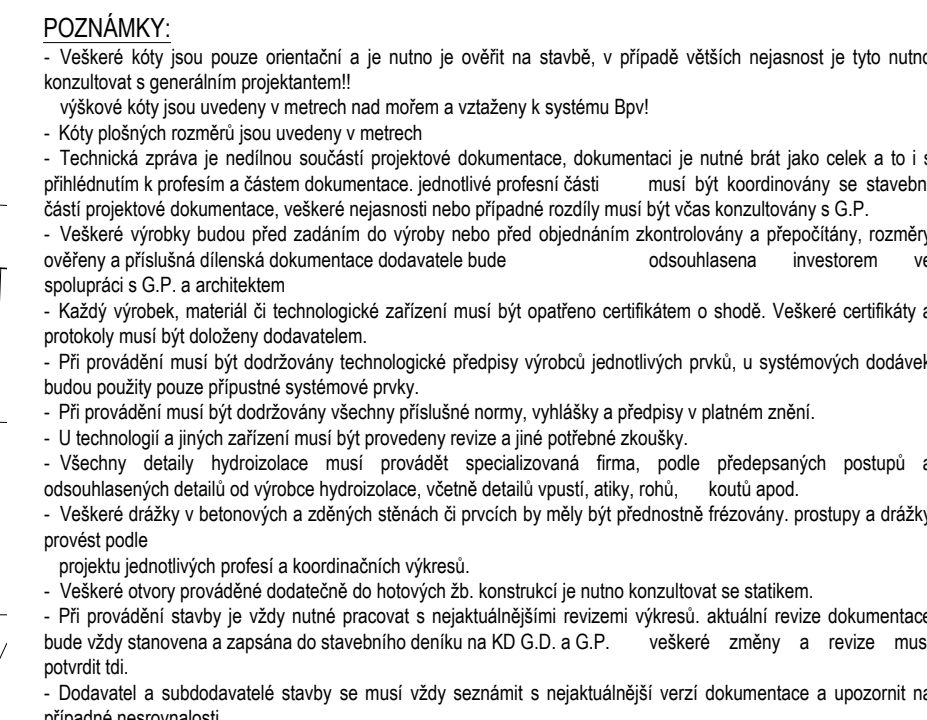 POZNÁMKY:
- Veškeré kóty jsou pouze orientační a je nutno je ověřit na stavbě, v případě větších nejasnost je tyto nutno
konzultovat s generálním projektantem!!
výškové kóty jsou uvedeny v metrech nad mořem a vztaženy k systému Bpv!
- Kóty plošných rozměrů jsou uvedeny v metrech
- Technická zpráva je nedílnou součástí projektové dokumentace, dokumentaci je nutné brát jako celek a to i s
přihlédnutím k profesím a částem dokumentace. jednotlivé profesní části musí být koordinovány se stavebn
částí projektové dokumentace, veškeré nejasnosti nebo případné rozdíly musí být včas konzultovány s G.P.
- Veškeré výrobky budou před zadáním do výroby nebo před objednáním zkontrolovány a přepočítány, rozměry
ověřeny a příslušná dílenská dokumentace dodavatele bude odsouhlasena investorem ve
spolupráci s G.P. a architektem
- Každý výrobek, materiál či technologické zařízení musí být opatřeno certifikátem o shodě. Veškeré certifikáty a
protokoly musí být doloženy dodavatelem.
- Při provádění musí být dodržovány technologické předpisy výrobců jednotlivých prvků, u systémových dodávek
budou použity pouze přípustné systémové prvky.
- Při provádění musí být dodržovány všechny příslušné normy, vyhlášky a předpisy v platném znění.
- U technologií a jiných zařízení musí být provedeny revize a jiné potřebné zkoušky.
- Všechny detaily hydroizolace musí provádět specializovaná firma, podle předepsaných postupů a
odsouhlasených detailů od výrobce hydroizolace, včetně detailů vpustí, atiky, rohů, koutů apod.
- Veškeré drážky v betonových a zděných stěnách či prvcích by měly být přednostně frézovány. prostupy a drážky
provést podle
projektu jednotlivých profesí a koordinačních výkresů.
- Veškeré otvory prováděné dodatečně do hotových žb. konstrukcí je nutno konzultovat se statikem.
- Při provádění stavby je vždy nutné pracovat s nejaktuálnějšími revizemi výkresů. aktuální revize dokumentace
bude vždy stanovena a zapsána do stavebního deníku na KD G.D. a G.P. veškeré změny a revize mus
potvrdit tdi.
- Dodavatel a subdodavatelé stavby se musí vždy seznámit s nejaktuálnější verzí dokumentace a upozornit na
případné nesrovnalosti